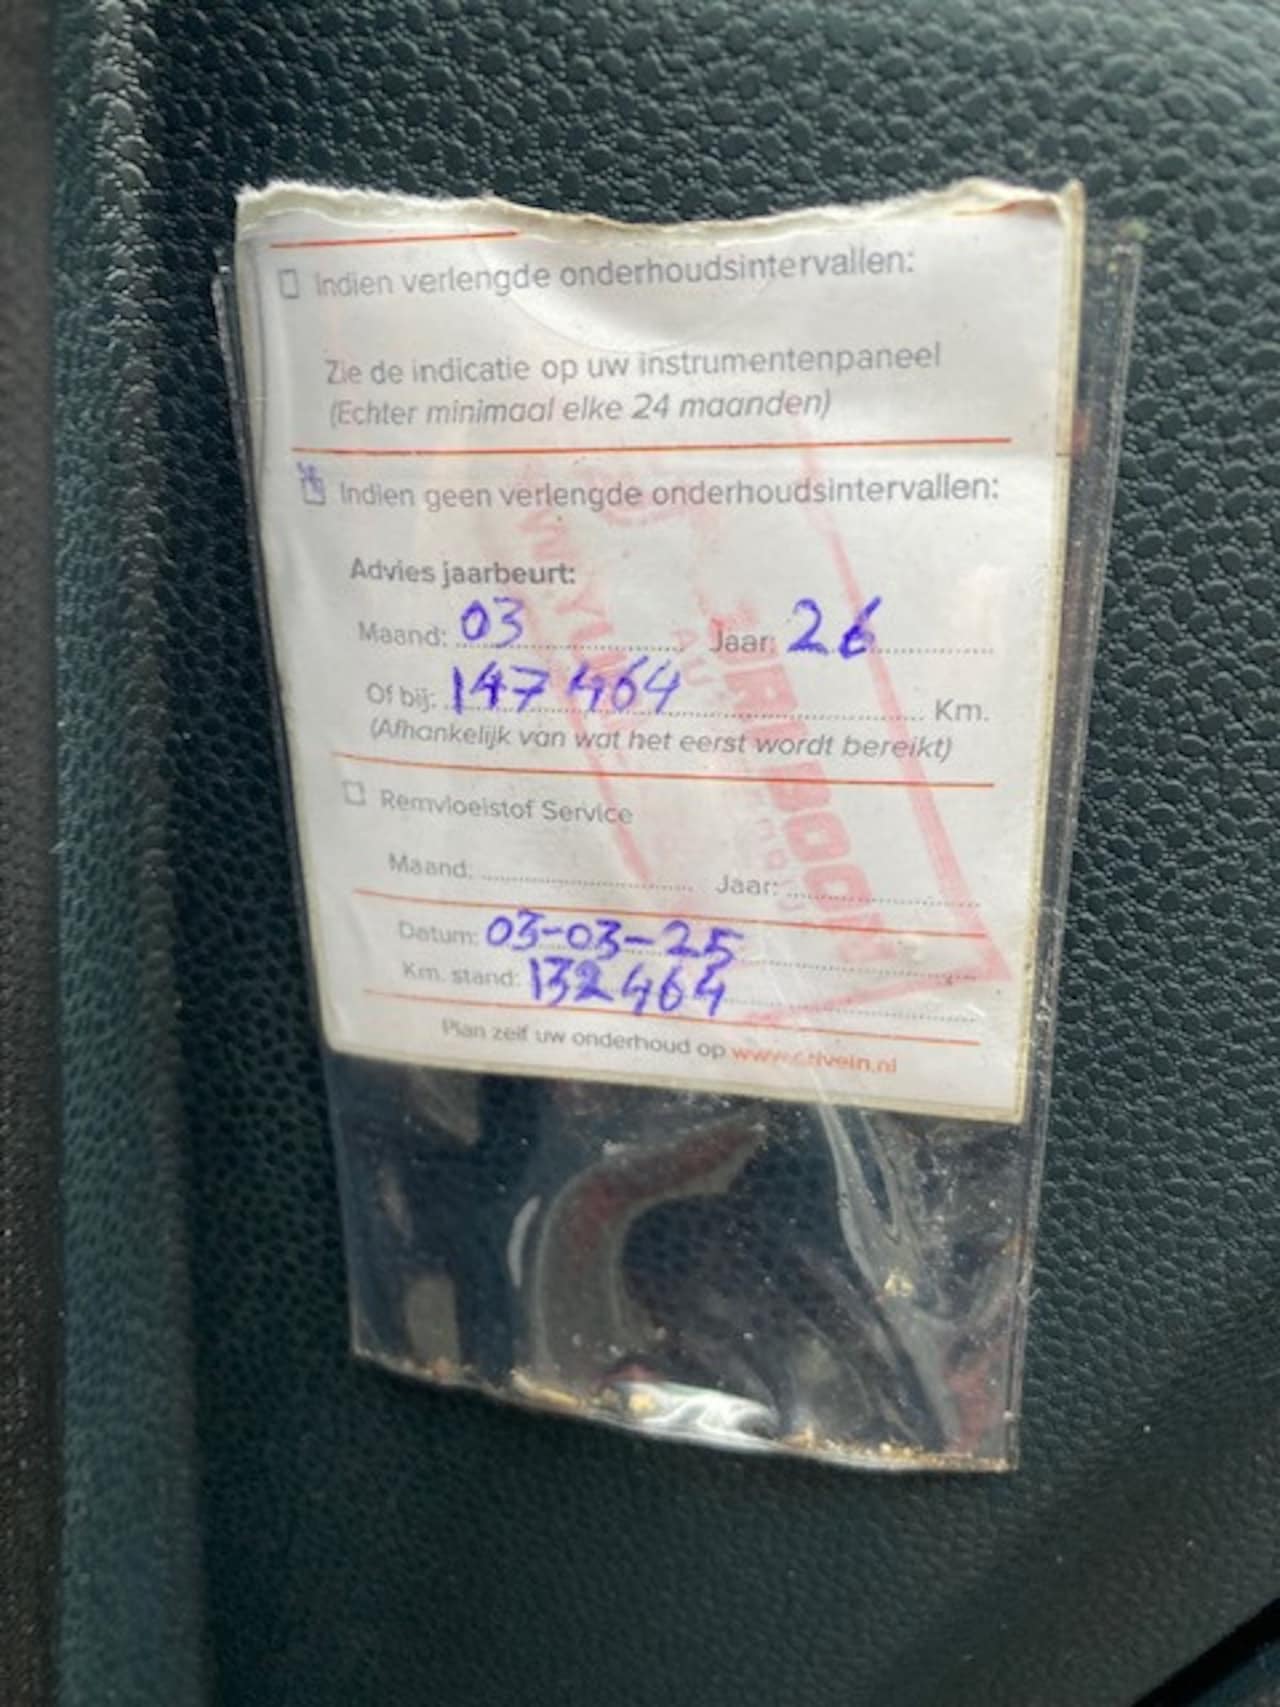 Indien verlengde onderhoudsintervallen:
Zie de indicatie op uw instrumentenpaneel
(Echter minimaal elke 24 maanden)
Indien geen verlengde onderhoudsintervallen:
Advies jaarbeurt:
Maand: 03 Jaar: 26
Of bij: 147 464 Km.
(Afhankelijk van wat het eerst wordt bereikt)
Remvloeistof Service
Maand: Jaar:
Datum: 03-03-25
Km. stand: 132 464
Plan zelf uw onderhoud op